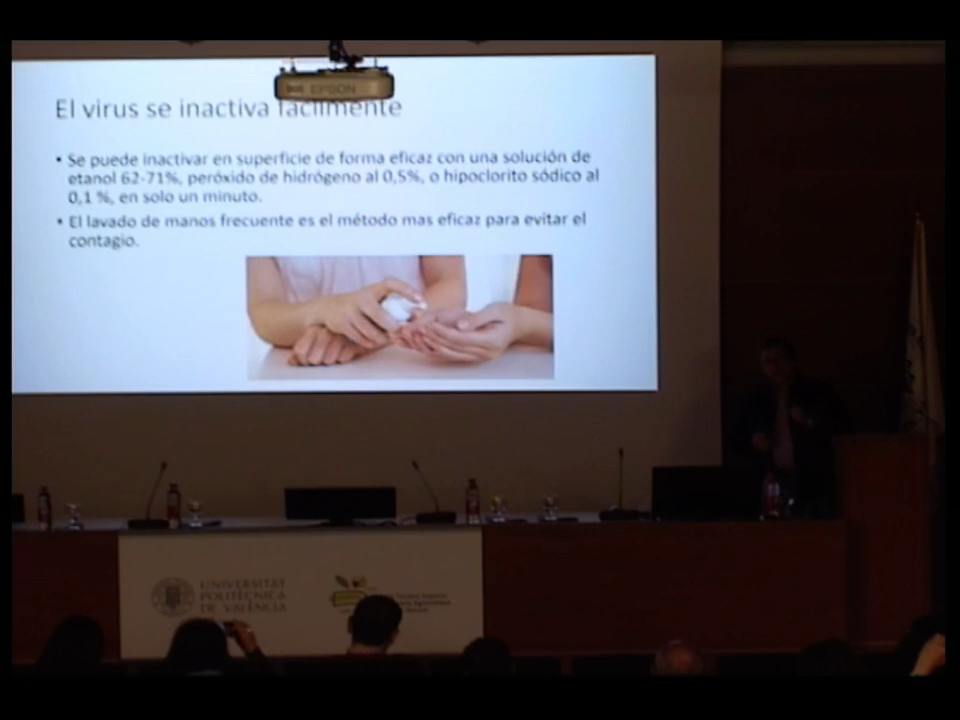 EPSON
El virus se inactiva facilmente
• Se puede inactivar en superficie de forma eficaz con una solución de
etanol 62-71%, peróxido de hidrógeno al 0,5%, o hipoclorito sódico al
0,1 %, en solo un minuto.
• El lavado de manos frecuente es el método mas eficaz para evitar el
contagio.
UNIVERSITAT
POLITÈCNICA
DE VALÈNCIA